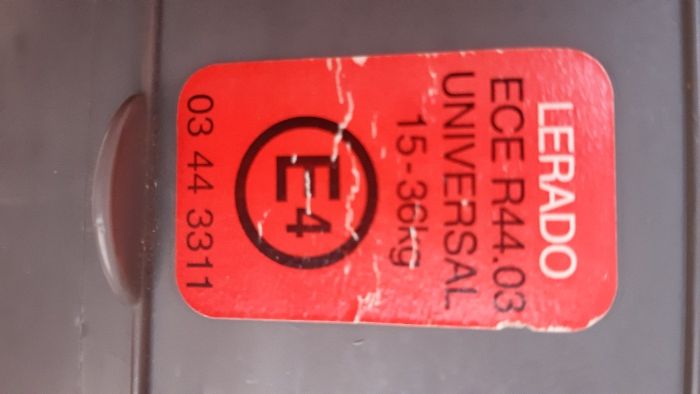 LERADO
ECE R44.03
UNIVERSAL
15-36kg
E4
03 44 3311